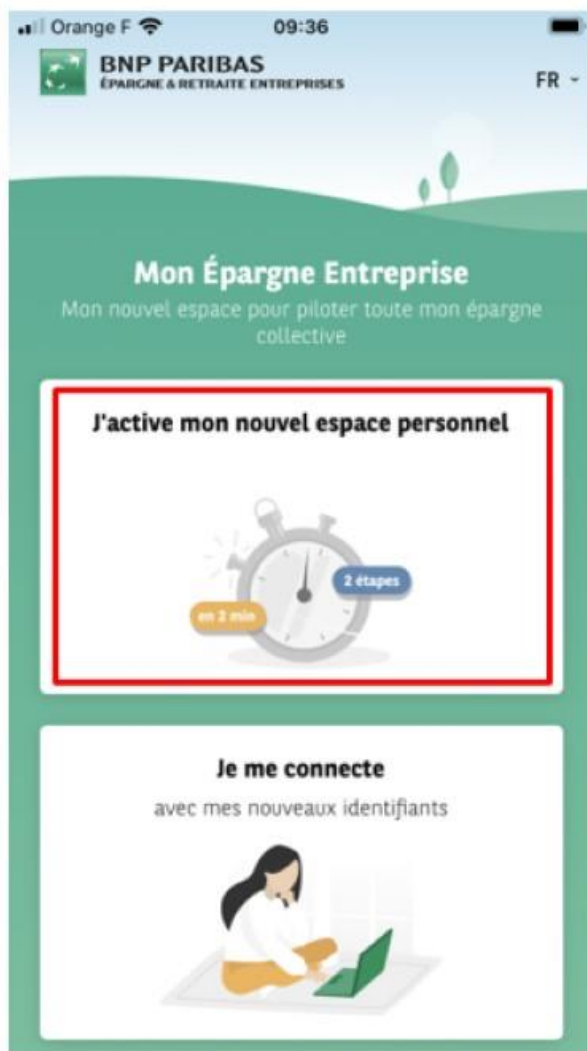 Orange F
09:36
BNP PARIBAS
ÉPARGNE & RETRAITE ENTREPRISES
FR
Mon Épargne Entreprise
Mon nouvel espace pour piloter toute mon épargne
collective
J'active mon nouvel espace personnel
2 étapes
en 2 min
Je me connecte
avec mes nouveaux identifiants